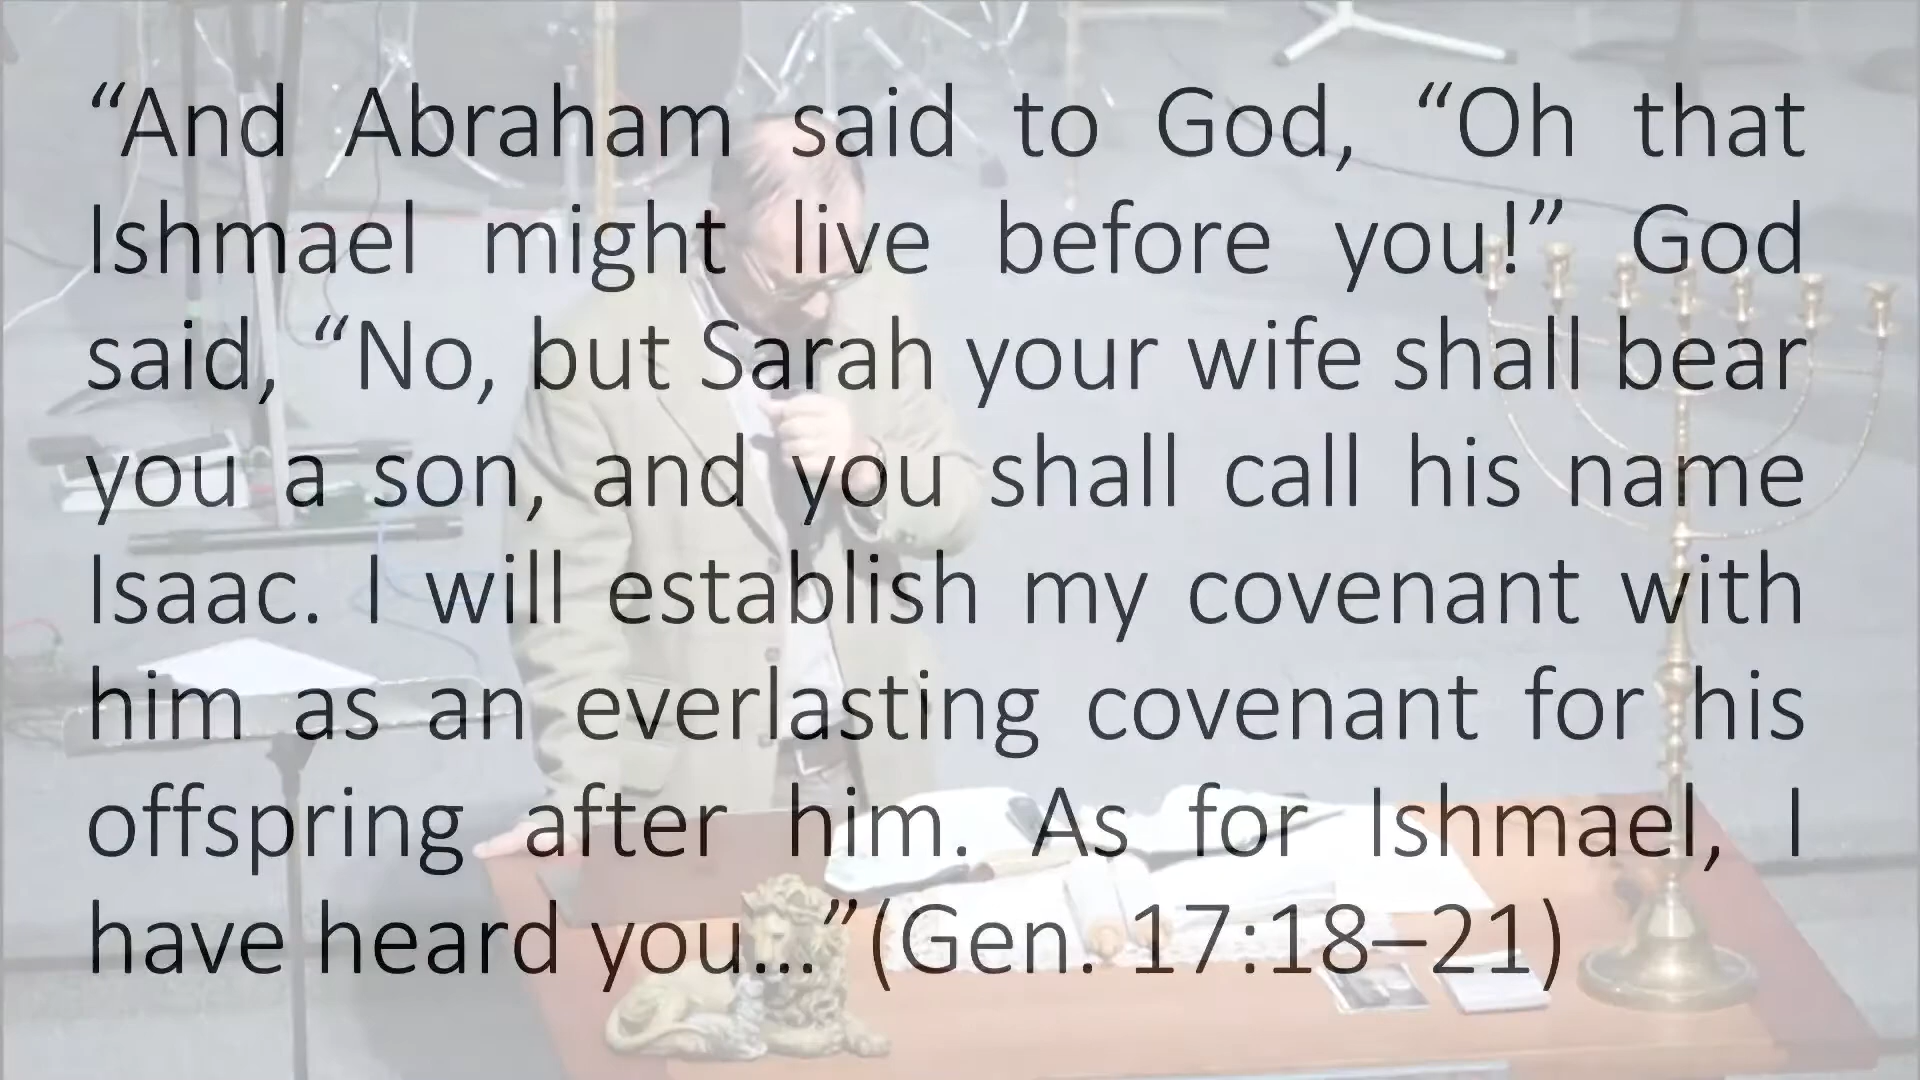 “And Abraham said to God, “Oh that
Ishmael might live before you!” God
said, “No, but Sarah your wife shall bear
you a son, and you shall call his name
Isaac. I will establish my covenant with
him as an everlasting covenant for his
offspring after him. As for Ishmael, I
have heard you…”(Gen. 17:18–21)